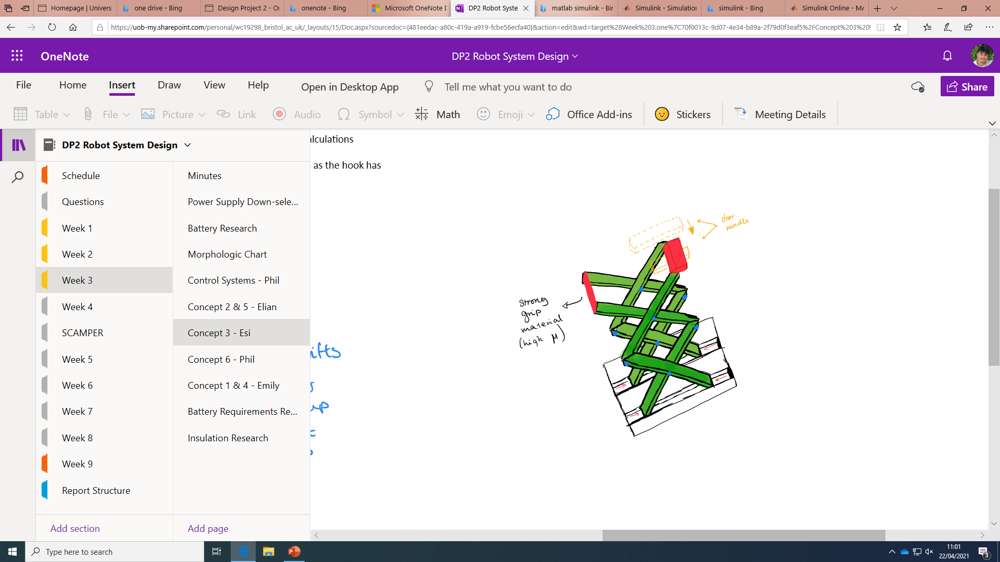 Homepage | Univers
one drive - Bing
Design Project 2 - Or
onenote - Bing
Microsoft OneNote D
DP2 Robot Syste
matlab simulink - Bin
Simulink - Simulation
simulink - Bing
Simulink Online - MA
https://uob-my.sharepoint.com/personal/wc19298_bristol_ac_uk/_layouts/15/Doc.aspx?sourcedoc={481eedac-a80c-419a-a919-fcbe56ecfa40}&action=edit&wd=target%28Week%203.one%7C70f0013c-9d07-4e34-b89a-2f79d0f3eaf5%2FConcept%203%20%
OneNote
DP2 Robot System Design
File Home Insert Draw View Help Open in Desktop App Tell me what you want to do Share
Table File Picture Link Audio Symbol Math Emoji Office Add-ins Stickers Meeting Details
DP2 Robot System Design
Schedule
Questions
Week 1
Week 2
Week 3
Week 4
SCAMPER
Week 5
Week 6
Week 7
Week 8
Week 9
Report Structure
Add section
Minutes
Power Supply Down-sele...
Battery Research
Morphologic Chart
Control Systems - Phil
Concept 2 & 5 - Elian
Concept 3 - Esi
Concept 6 - Phil
Concept 1 & 4 - Emily
Battery Requirements Re...
Insulation Research
Add page
lculations
as the hook has
ifts
up
door
handle
Strong
grip
material
(high μ)
Type here to search
11:01
22/04/2021
3